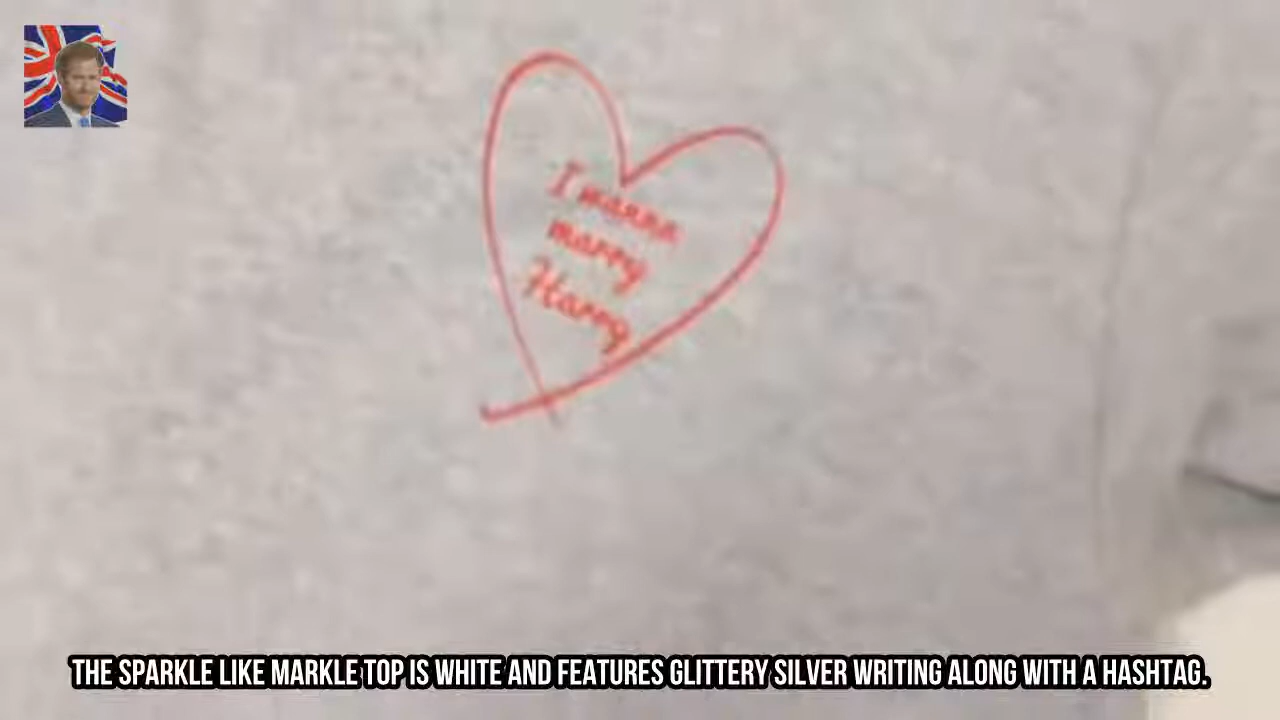 I wanna
marry
Harry
THE SPARKLE LIKE MARKLE TOP IS WHITE AND FEATURES GLITTERY SILVER WRITING ALONG WITH A HASHTAG.